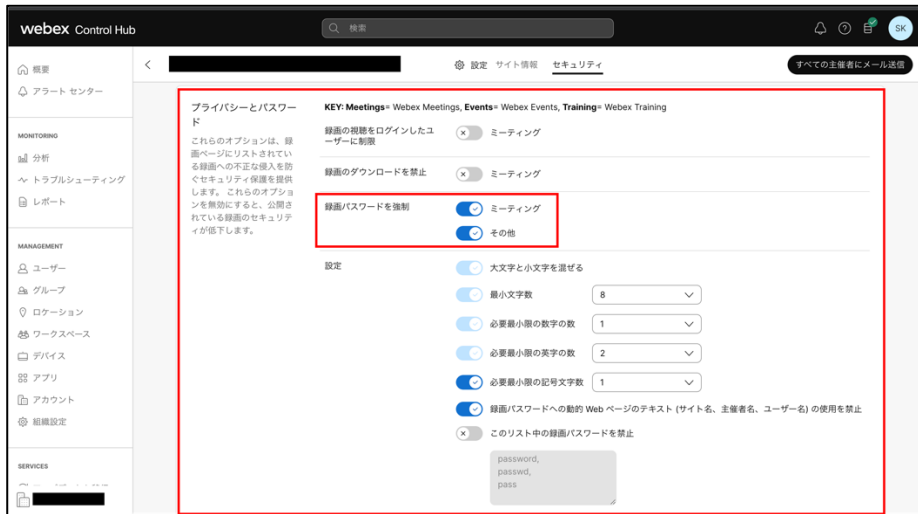 webex Control Hub
検索
SK
概要
アラート センター
MONITORING
分析
トラブルシューティング
レポート
MANAGEMENT
ユーザー
グループ
ロケーション
ワークスペース
デバイス
アプリ
アカウント
組織設定
SERVICES
設定 サイト情報 セキュリティ
すべての主催者にメール送信
プライバシーとパスワー
ド
これらのオプションは、録
画ページにリストされてい
る録画への不正な侵入を防
ぐセキュリティ保護を提供
します。 これらのオプショ
ンを無効にすると、公開さ
れている録画のセキュリテ
ィが低下します。
KEY: Meetings= Webex Meetings, Events= Webex Events, Training= Webex Training
録画の視聴をログインしたユ
ーザーに制限
ミーティング
録画のダウンロードを禁止
ミーティング
録画パスワードを強制
ミーティング
その他
設定
大文字と小文字を混ぜる
最小文字数 8
必要最小限の数字の数 1
必要最小限の英字の数 2
必要最小限の記号文字数 1
録画パスワードへの動的 Web ページのテキスト (サイト名、主催者名、ユーザー名) の使用を禁止
このリスト中の録画パスワードを禁止
password,
passwd,
pass